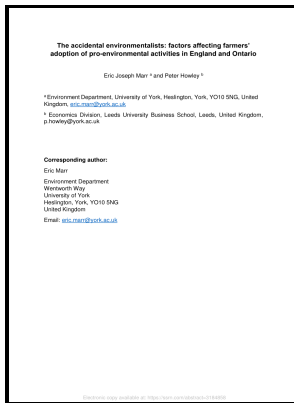 The accidental environmentalists: factors affecting farmers'
adoption of pro-environmental activities in England and Ontario
Eric Joseph Marr ª and Peter Howley ᵇ
ª Environment Department, University of York, Heslington, York, YO10 5NG, United
Kingdom, eric.marr@york.ac.uk
ᵇ Economics Division, Leeds University Business School, Leeds, United Kingdom,
p.howley@york.ac.uk
Corresponding author:
Eric Marr
Environment Department
Wentworth Way
University of York
Heslington, York, YO10 5NG
United Kingdom
Email: eric.marr@york.ac.uk
Electronic copy available at: https://ssrn.com/abstract=